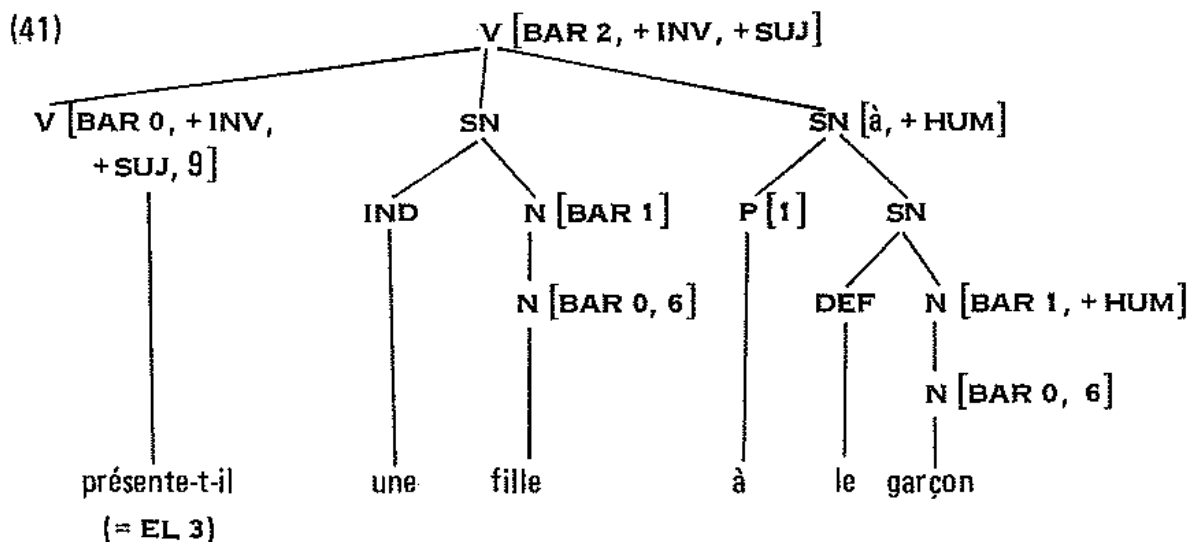 (41) V [BAR 2, + INV, + SUJ]
V [BAR 0, + INV, SN SN [à, + HUM]
+ SUJ, 9]
IND N [BAR 1] P [1] SN
N [BAR 0, 6] DEF N [BAR 1, + HUM]
N [BAR 0, 6]
présente-t-il une fille à le garçon
(= EL 3)